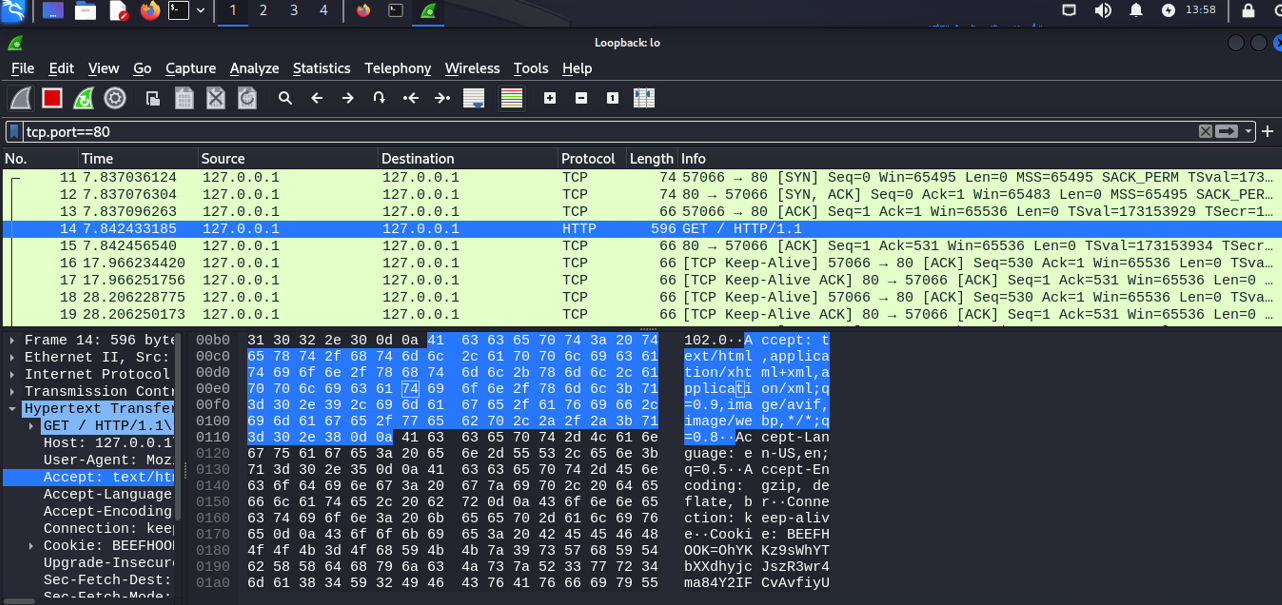 1 2 3 4 13:58
Loopback: lo
File Edit View Go Capture Analyze Statistics Telephony Wireless Tools Help
tcp.port==80
No. Time Source Destination Protocol Length Info
11 7.837036124 127.0.0.1 127.0.0.1 TCP 74 57066 → 80 [SYN] Seq=0 Win=65495 Len=0 MSS=65495 SACK_PERM TSval=173…
12 7.837076304 127.0.0.1 127.0.0.1 TCP 74 80 → 57066 [SYN, ACK] Seq=0 Ack=1 Win=65483 Len=0 MSS=65495 SACK_PER…
13 7.837096263 127.0.0.1 127.0.0.1 TCP 66 57066 → 80 [ACK] Seq=1 Ack=1 Win=65536 Len=0 TSval=173153929 TSecr=1…
14 7.842433185 127.0.0.1 127.0.0.1 HTTP 596 GET / HTTP/1.1
15 7.842456540 127.0.0.1 127.0.0.1 TCP 66 80 → 57066 [ACK] Seq=1 Ack=531 Win=65536 Len=0 TSval=173153934 TSecr…
16 17.966234420 127.0.0.1 127.0.0.1 TCP 66 [TCP Keep-Alive] 57066 → 80 [ACK] Seq=530 Ack=1 Win=65536 Len=0 TSva…
17 17.966251756 127.0.0.1 127.0.0.1 TCP 66 [TCP Keep-Alive ACK] 80 → 57066 [ACK] Seq=1 Ack=531 Win=65536 Len=0 …
18 28.206228775 127.0.0.1 127.0.0.1 TCP 66 [TCP Keep-Alive] 57066 → 80 [ACK] Seq=530 Ack=1 Win=65536 Len=0 TSva…
19 28.206250173 127.0.0.1 127.0.0.1 TCP 66 [TCP Keep-Alive ACK] 80 → 57066 [ACK] Seq=1 Ack=531 Win=65536 Len=0 …
Frame 14: 596 byte
Ethernet II, Src:
Internet Protocol
Transmission Contr
Hypertext Transfer
GET / HTTP/1.1\
Host: 127.0.0.1
User-Agent: Moz
Accept: text/ht
Accept-Language
Accept-Encoding
Connection: keep
Cookie: BEEFHOO
Upgrade-Insecur
Sec-Fetch-Dest:
Sec-Fetch-Mode:
00b0 31 30 32 2e 30 0d 0a 41 63 63 65 70 74 3a 20 74 102.0··Accept: t
00c0 65 78 74 2f 68 74 6d 6c 2c 61 70 70 6c 69 63 61 ext/html ,applica
00d0 74 69 6f 6e 2f 78 68 74 6d 6c 2b 78 6d 6c 2c 61 tion/xht ml+xml,a
00e0 70 70 6c 69 63 61 74 69 6f 6e 2f 78 6d 6c 3b 71 pplicati on/xml;q
00f0 3d 30 2e 39 2c 69 6d 61 67 65 2f 61 76 69 66 2c =0.9,ima ge/avif,
0100 69 6d 61 67 65 2f 77 65 62 70 2c 2a 2f 2a 3b 71 image/we bp,*/*;q
0110 3d 30 2e 38 0d 0a 41 63 63 65 70 74 2d 4c 61 6e =0.8··Ac cept-Lan
0120 67 75 61 67 65 3a 20 65 6e 2d 55 53 2c 65 6e 3b guage: e n-US,en;
0130 71 3d 30 2e 35 0d 0a 41 63 63 65 70 74 2d 45 6e q=0.5··A ccept-En
0140 63 6f 64 69 6e 67 3a 20 67 7a 69 70 2c 20 64 65 coding: gzip, de
0150 66 6c 61 74 65 2c 20 62 72 0d 0a 43 6f 6e 6e 65 flate, b r··Conne
0160 63 74 69 6f 6e 3a 20 6b 65 65 70 2d 61 6c 69 76 ction: k eep-aliv
0170 65 0d 0a 43 6f 6f 6b 69 65 3a 20 42 45 45 46 48 e··Cooki e: BEEFH
0180 4f 4f 4b 3d 4f 68 59 4b 4b 7a 39 73 57 68 59 54 OOK=OhYK Kz9sWhYT
0190 62 58 58 64 68 79 6a 63 4a 73 7a 52 33 77 72 34 bXXdhyjc JszR3wr4
01a0 6d 61 38 34 59 32 49 46 43 76 41 76 66 69 79 55 ma84Y2IF CvAvfiyU